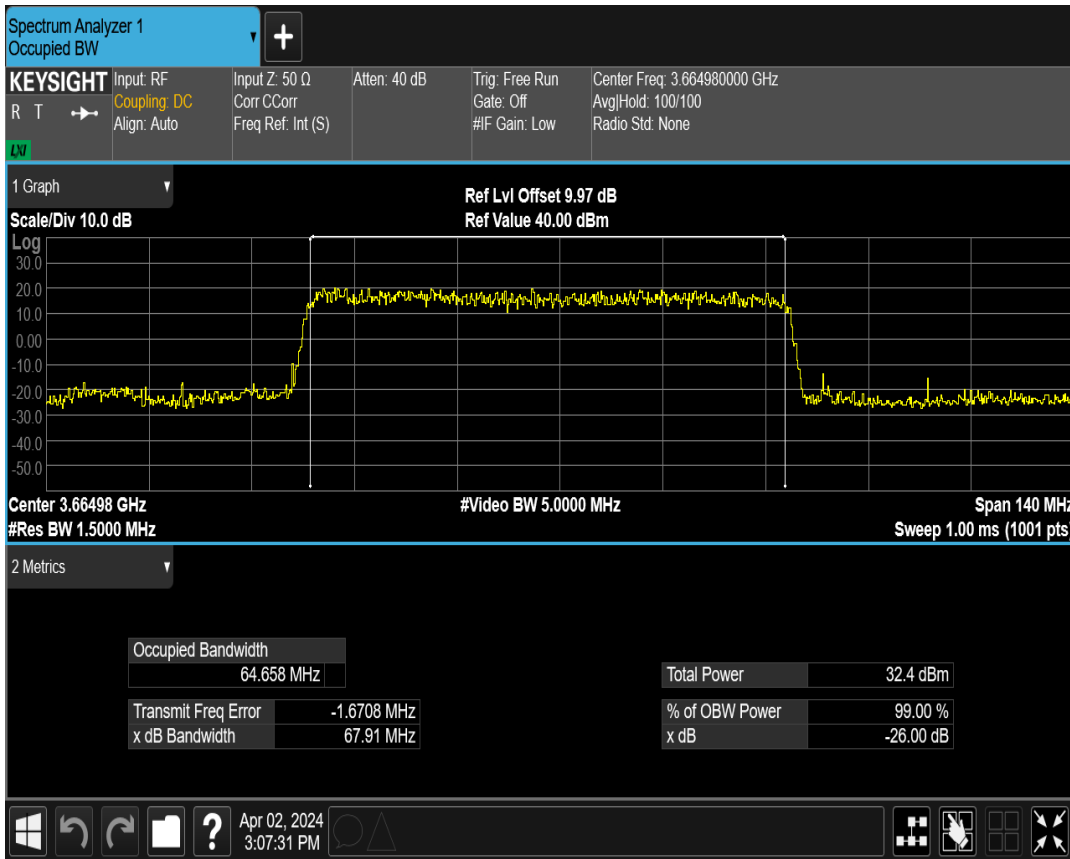 Spectrum Analyzer 1
Occupied BW
+
KEYSIGHT
R T
LXI
Input: RF
Coupling: DC
Align: Auto
Input Z: 50 Ω
Corr CCorr
Freq Ref: Int (S)
Atten: 40 dB
Trig: Free Run
Gate: Off
#IF Gain: Low
Center Freq: 3.664980000 GHz
Avg|Hold: 100/100
Radio Std: None
1 Graph
Scale/Div 10.0 dB
Ref Lvl Offset 9.97 dB
Ref Value 40.00 dBm
Log
30.0
20.0
10.0
0.00
-10.0
-20.0
-30.0
-40.0
-50.0
Center 3.66498 GHz
#Res BW 1.5000 MHz
#Video BW 5.0000 MHz
Span 140 MHz
Sweep 1.00 ms (1001 pts)
2 Metrics
Occupied Bandwidth
64.658 MHz
Transmit Freq Error -1.6708 MHz
x dB Bandwidth 67.91 MHz
Total Power 32.4 dBm
% of OBW Power 99.00 %
x dB -26.00 dB
?
Apr 02, 2024
3:07:31 PM